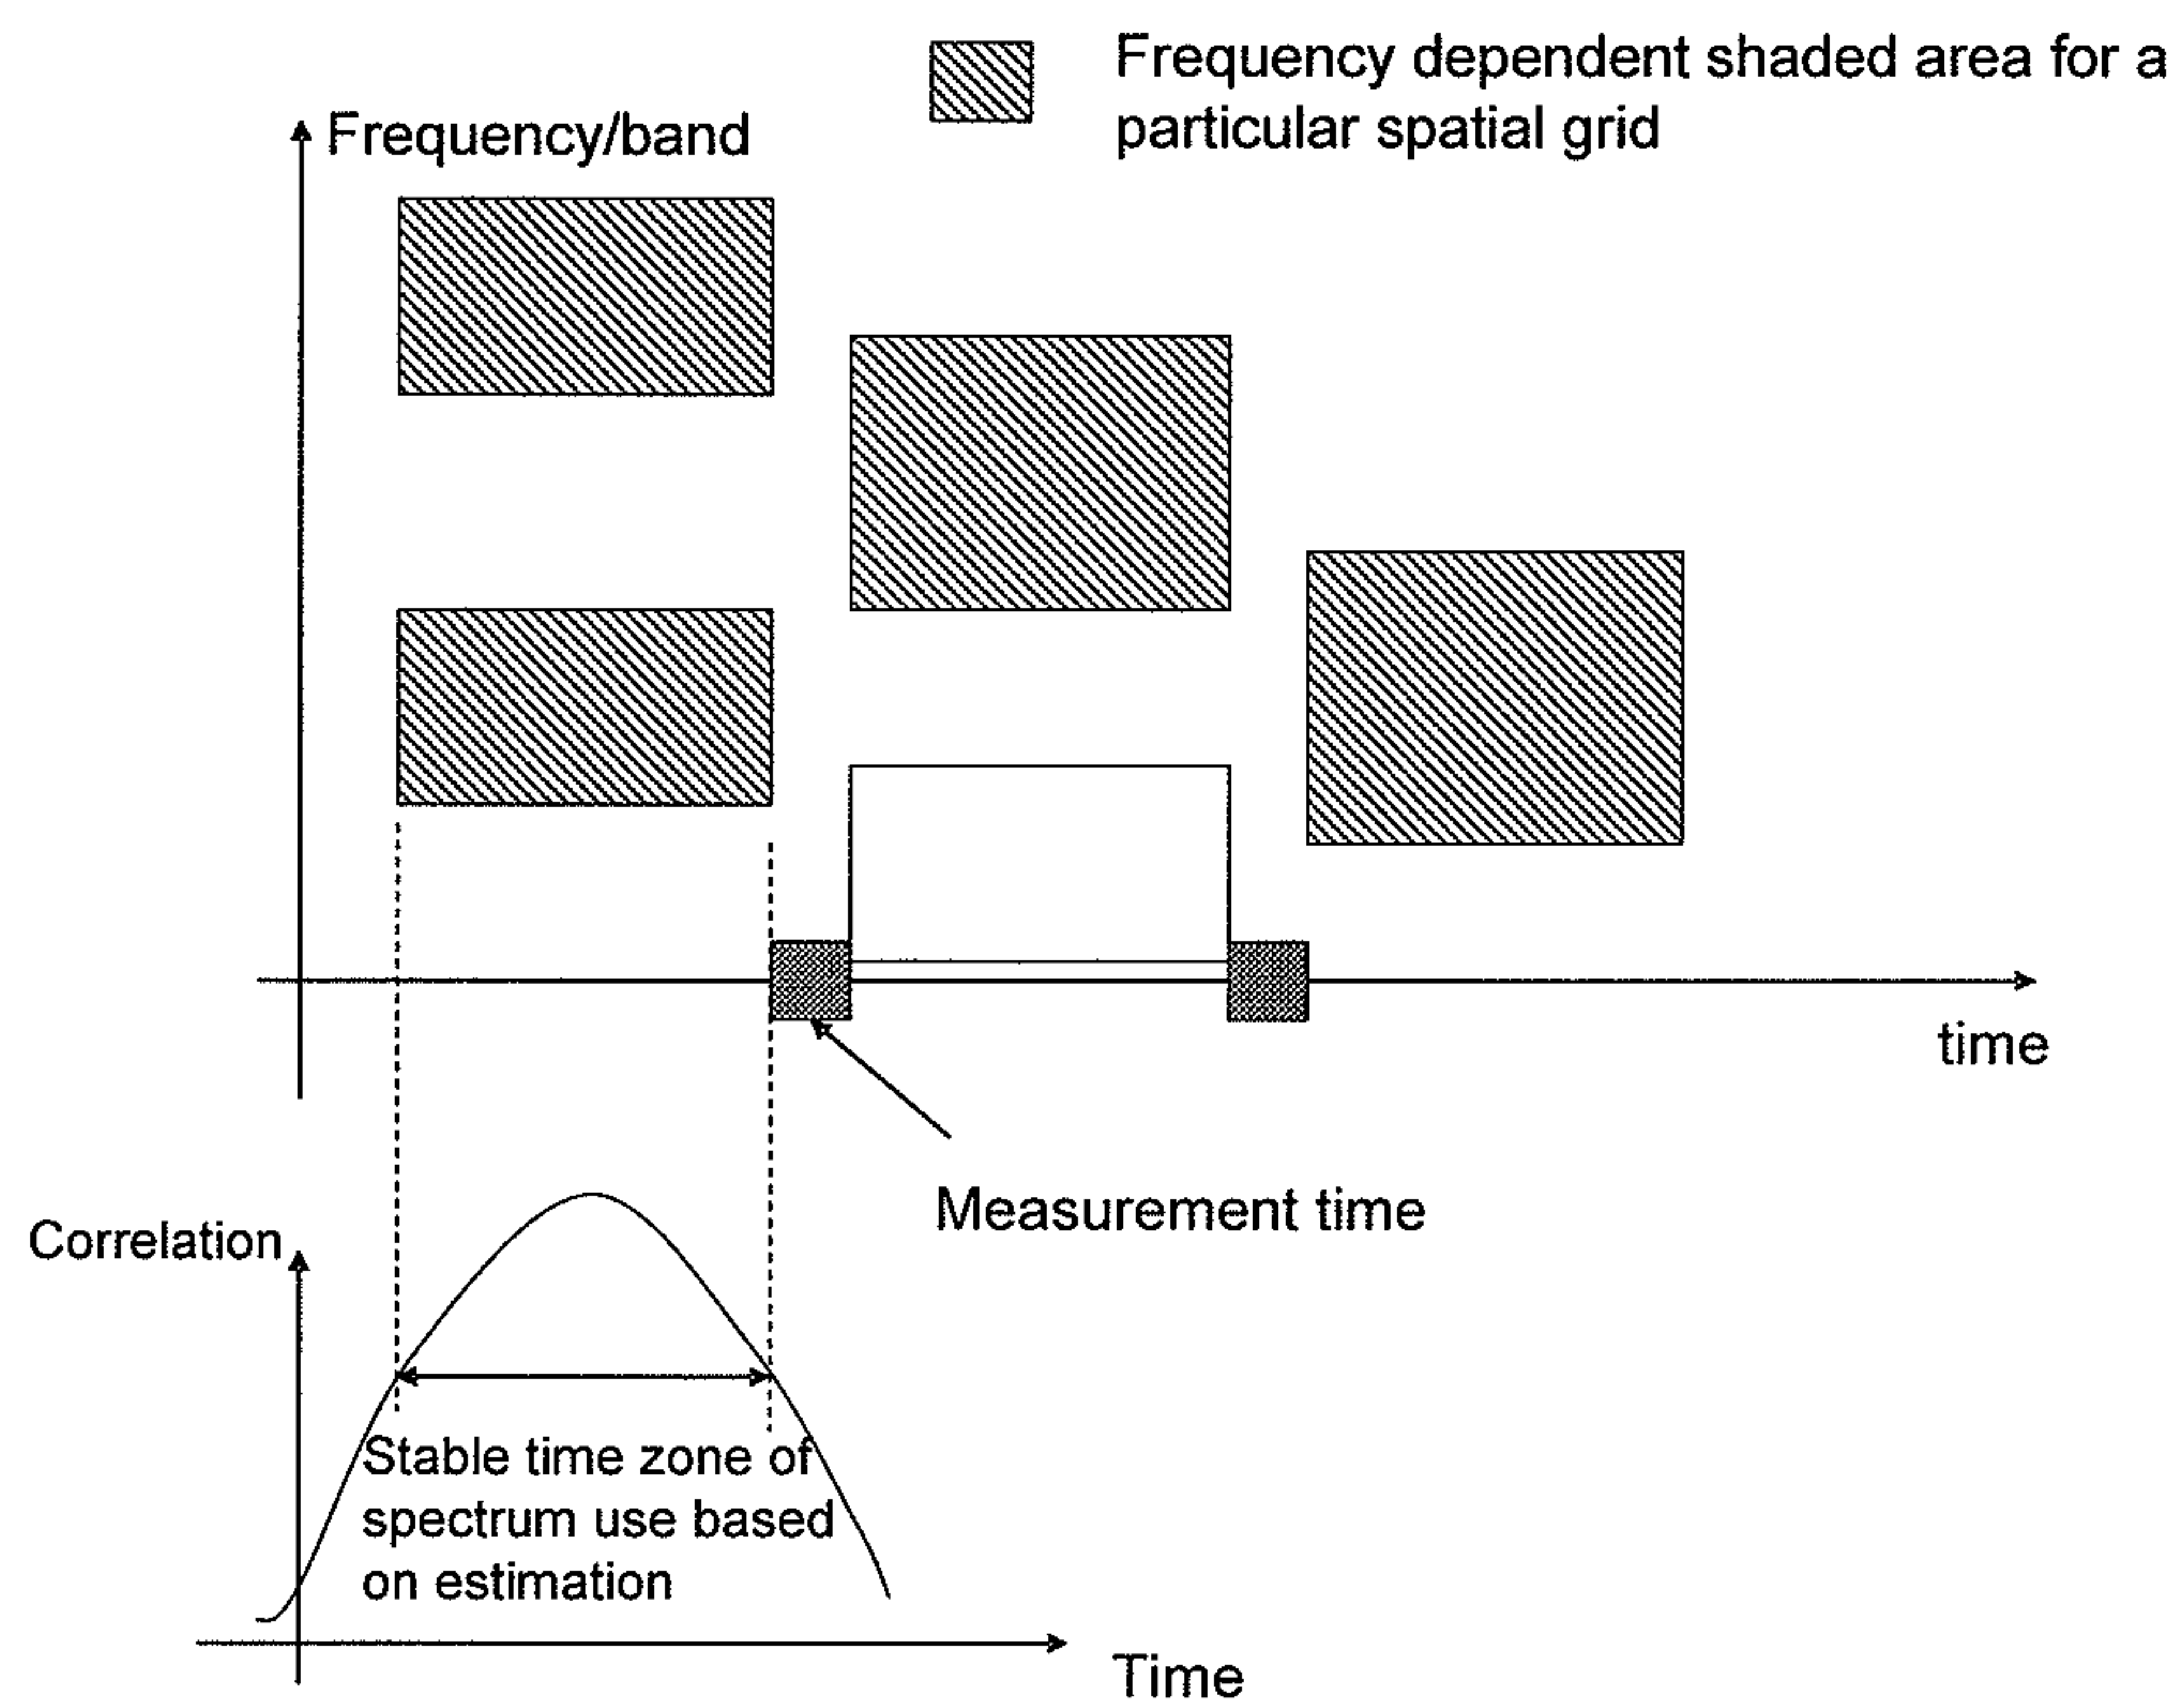 Frequency dependent shaded area for a
particular spatial grid
Frequency/band
time
Measurement time
Correlation
Stable time zone of
spectrum use based
on estimation
Time